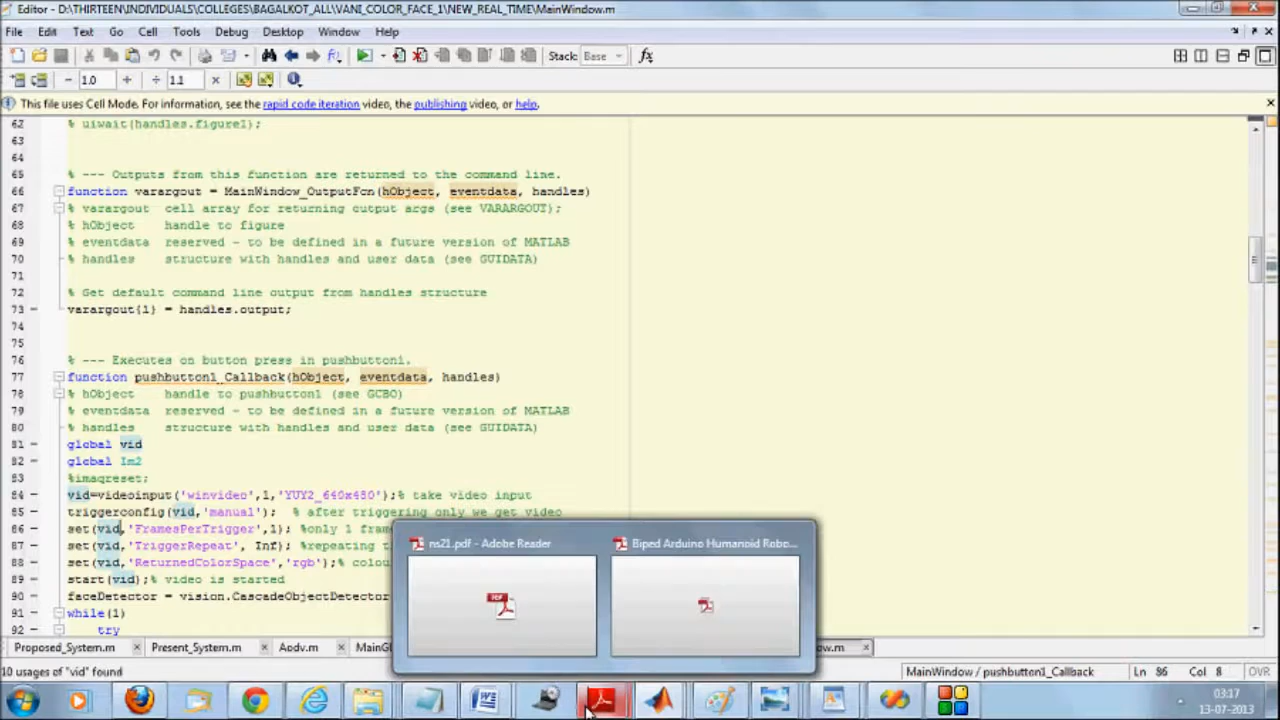 Editor - D:\THIRTEEN\INDIVIDUALS\COLLEGES\BAGALKOT_ALL\VANI_COLOR_FACE_1\NEW_REAL_TIME\MainWindow.m
File Edit Text Go Cell Tools Debug Desktop Window Help
Stack: Base fx
- 1.0 + ÷ 1.1 ×
This file uses Cell Mode. For information, see the rapid code iteration video, the publishing video, or help.
62 % uiwait(handles.figure1);
63
64
65 % --- Outputs from this function are returned to the command line.
66 function varargout = MainWindow_OutputFcn(hObject, eventdata, handles)
67 % varargout cell array for returning output args (see VARARGOUT);
68 % hObject handle to figure
69 % eventdata reserved - to be defined in a future version of MATLAB
70 % handles structure with handles and user data (see GUIDATA)
71
72 % Get default command line output from handles structure
73 - varargout{1} = handles.output;
74
75
76 % --- Executes on button press in pushbutton1.
77 function pushbutton1_Callback(hObject, eventdata, handles)
78 % hObject handle to pushbutton1 (see GCBO)
79 % eventdata reserved - to be defined in a future version of MATLAB
80 % handles structure with handles and user data (see GUIDATA)
81 - global vid
82 - global Im2
83 %imaqreset;
84 - vid=videoinput('winvideo',1,'YUY2_640x480');% take video input
85 - triggerconfig(vid,'manual'); % after triggering only we get video
86 - set(vid,'FramesPerTrigger',1); %only 1 fram
87 - set(vid,'TriggerRepeat', Inf); %repeating t
88 - set(vid,'ReturnedColorSpace','rgb'); % colou
89 - start(vid);% video is started
90 - faceDetector = vision.CascadeObjectDetector
91 - while(1)
92 - try
ns21.pdf - Adobe Reader
Biped Arduino Humanoid Robo...
Proposed_System.m × Present_System.m × Aodv.m × MainG ow.m ×
10 usages of "vid" found
MainWindow / pushbutton1_Callback Ln 86 Col 8 OVR
03:17
13-07-2013